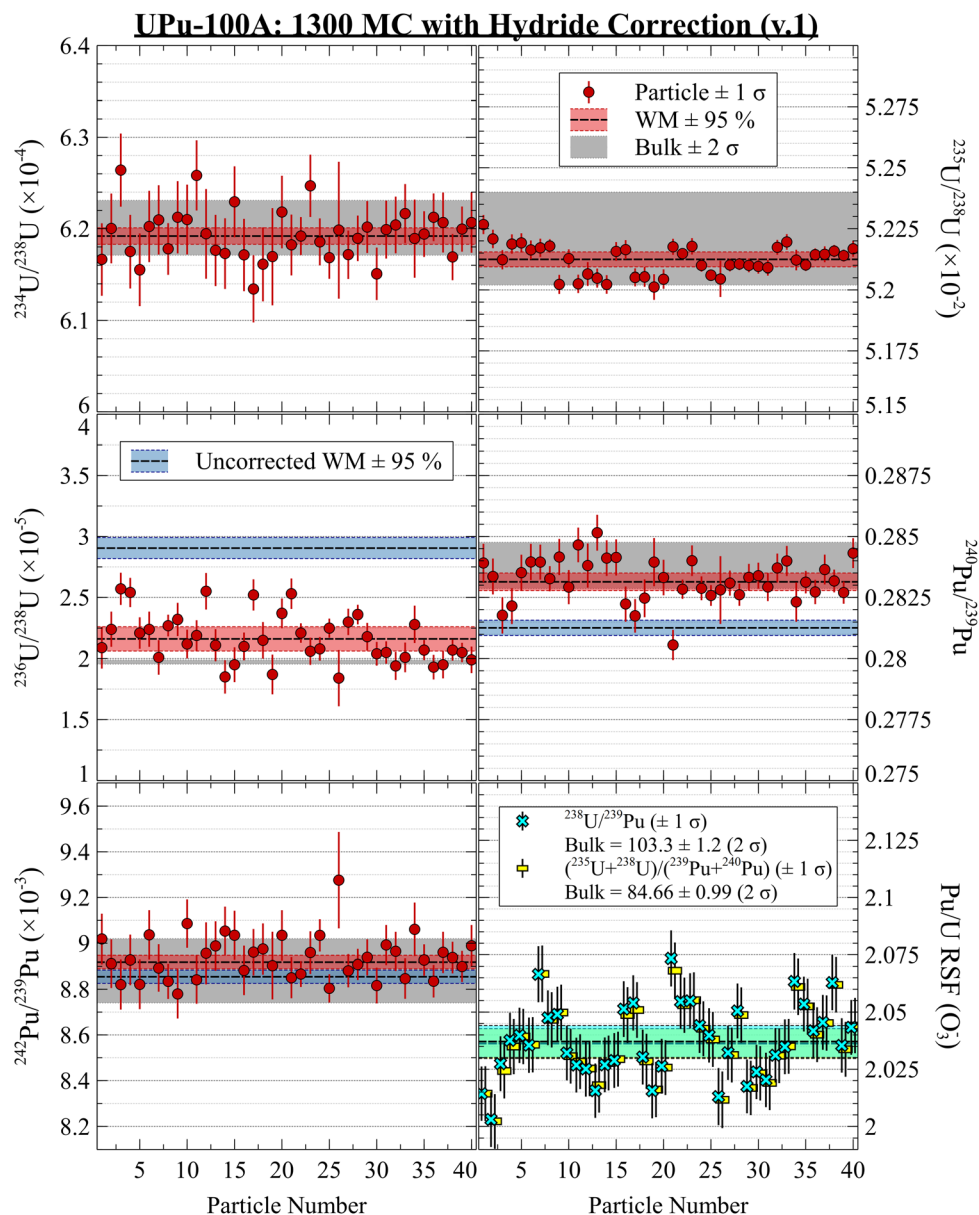 UPu-100A: 1300 MC with Hydride Correction (v.1)
6.4
6.3
6.2
6.1
6
²³⁴U/²³⁸U (×10⁻⁴)
Particle ± 1 σ
WM ± 95 %
Bulk ± 2 σ
5.275
5.25
5.225
5.2
5.175
5.15
²³⁵U/²³⁸U (×10⁻²)
4
3.5
3
2.5
2
1.5
1
²³⁶U/²³⁸U (×10⁻⁵)
Uncorrected WM ± 95 %
0.2875
0.285
0.2825
0.28
0.2775
0.275
²⁴⁰Pu/²³⁹Pu
9.6
9.4
9.2
9
8.8
8.6
8.4
8.2
²⁴²Pu/²³⁹Pu (×10⁻³)
5 10 15 20 25 30 35 40
Particle Number
²³⁸U/²³⁹Pu (± 1 σ)
Bulk = 103.3 ± 1.2 (2 σ)
(²³⁵U+²³⁸U)/(²³⁹Pu+²⁴⁰Pu) (± 1 σ)
Bulk = 84.66 ± 0.99 (2 σ)
2.125
2.1
2.075
2.05
2.025
2
Pu/U RSF (O₃⁻)
5 10 15 20 25 30 35 40
Particle Number